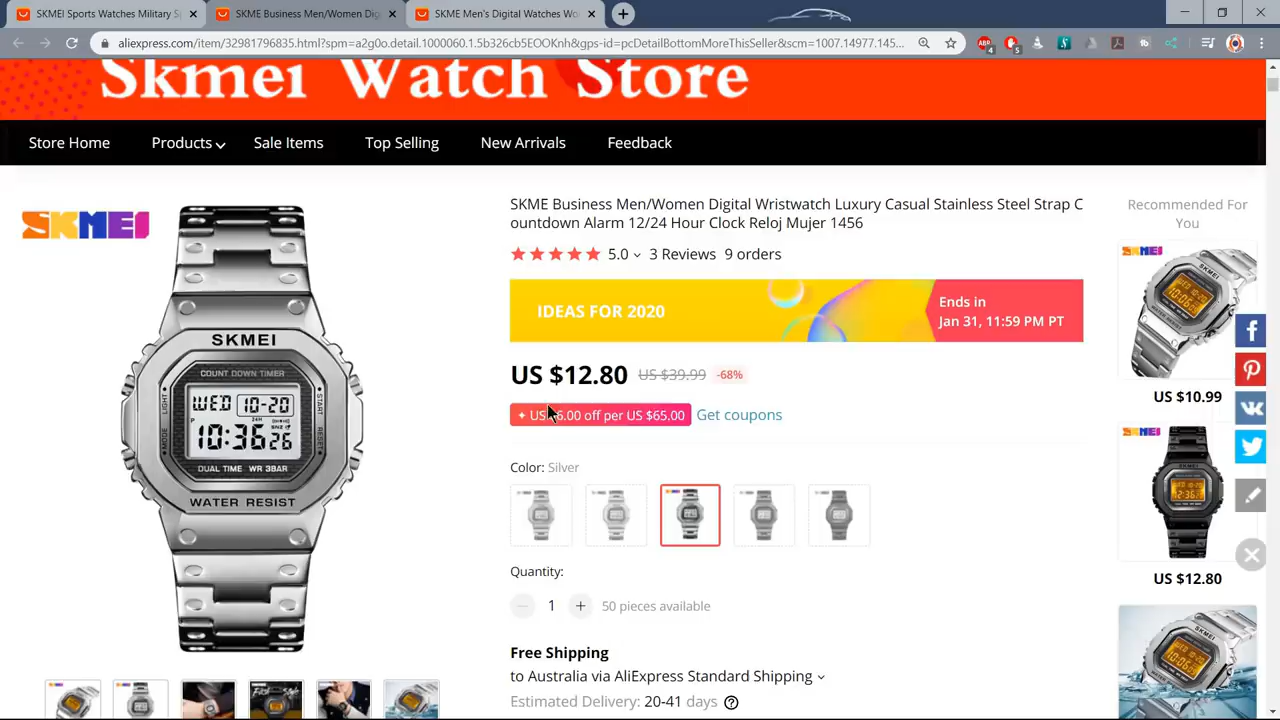 SKMEI Sports Watches Military S
SKME Business Men/Women Dig
SKME Men's Digital Watches Wo
aliexpress.com/item/32981796835.html?spm=a2g0o.detail.1000060.1.5b326cb5EOOKnh&gps-id=pcDetailBottomMoreThisSeller&scm=1007.14977.145...
Skmei Watch Store
Store Home Products Sale Items Top Selling New Arrivals Feedback
SKMEI
SKMEI
COUNT DOWN TIMER
LIGHT
MODE
START
RESET
WED 10-20
10:36 26
DUAL TIME WR 3BAR
WATER RESIST
SKME Business Men/Women Digital Wristwatch Luxury Casual Stainless Steel Strap C
ountdown Alarm 12/24 Hour Clock Reloj Mujer 1456
5.0 3 Reviews 9 orders
IDEAS FOR 2020
Ends in
Jan 31, 11:59 PM PT
US $12.80 US $39.99 -68%
off per US $65.00 Get coupons
Color: Silver
Quantity:
1 50 pieces available
Free Shipping
to Australia via AliExpress Standard Shipping
Estimated Delivery: 20-41 days
Recommended For
You
SKMEI
US $10.99
SKMEI
US $12.80